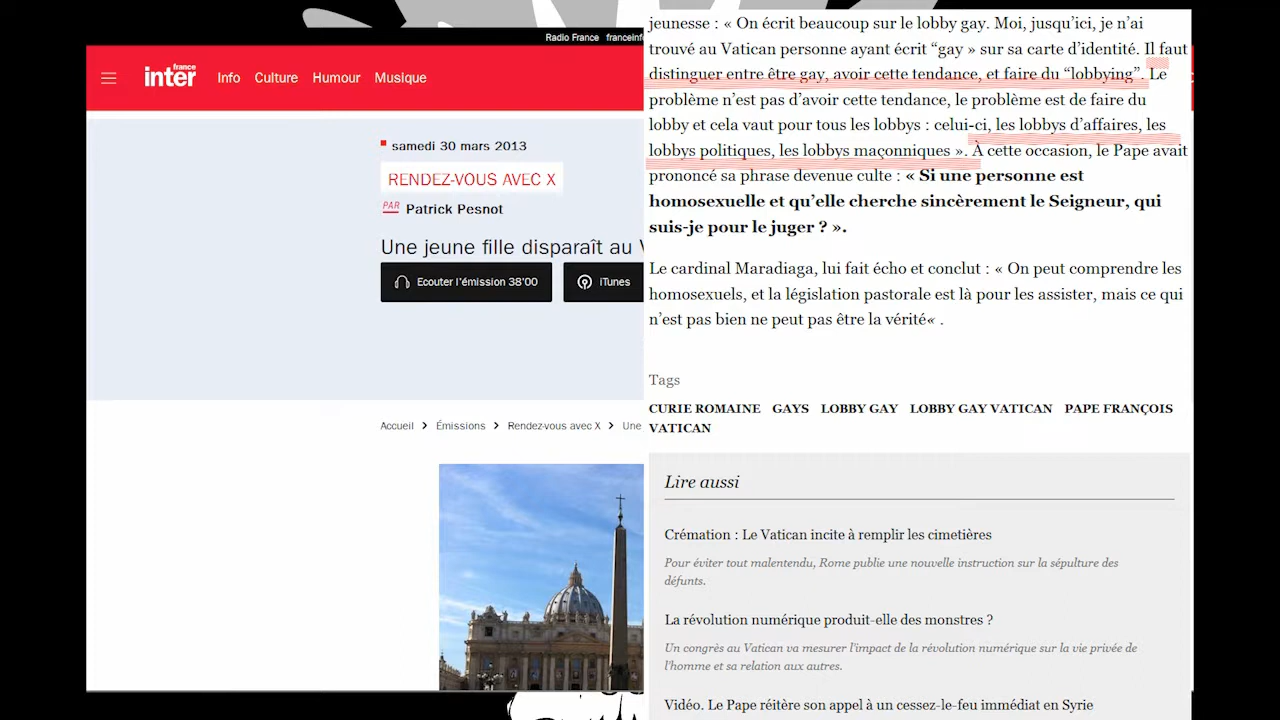 Radio France franceinfo
france
inter
Info Culture Humour Musique
samedi 30 mars 2013
RENDEZ-VOUS AVEC X
PAR Patrick Pesnot
Une jeune fille disparaît au
Ecouter l’émission 38'00 iTunes
Accueil > Émissions > Rendez-vous avec X > Une
jeunesse : « On écrit beaucoup sur le lobby gay. Moi, jusqu’ici, je n’ai
trouvé au Vatican personne ayant écrit “gay » sur sa carte d’identité. Il faut
distinguer entre être gay, avoir cette tendance, et faire du “lobbying”. Le
problème n’est pas d’avoir cette tendance, le problème est de faire du
lobby et cela vaut pour tous les lobbys : celui-ci, les lobbys d’affaires, les
lobbys politiques, les lobbys maçonniques ». À cette occasion, le Pape avait
prononcé sa phrase devenue culte : « Si une personne est
homosexuelle et qu’elle cherche sincèrement le Seigneur, qui
suis-je pour le juger ? ».
Le cardinal Maradiaga, lui fait écho et conclut : « On peut comprendre les
homosexuels, et la législation pastorale est là pour les assister, mais ce qui
n’est pas bien ne peut pas être la vérité« .
Tags
CURIE ROMAINE GAYS LOBBY GAY LOBBY GAY VATICAN PAPE FRANÇOIS
VATICAN
Lire aussi
Crémation : Le Vatican incite à remplir les cimetières
Pour éviter tout malentendu, Rome publie une nouvelle instruction sur la sépulture des
défunts.
La révolution numérique produit-elle des monstres ?
Un congrès au Vatican va mesurer l'impact de la révolution numérique sur la vie privée de
l'homme et sa relation aux autres.
Vidéo. Le Pape réitère son appel à un cessez-le-feu immédiat en Syrie